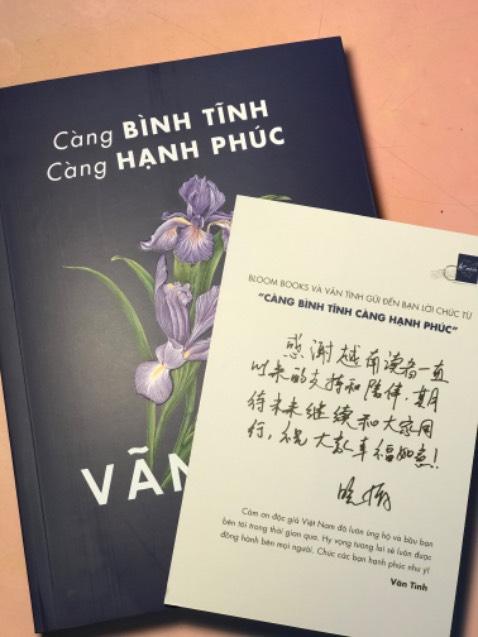 Càng BÌNH TĨNH
Càng HẠNH PHÚC
VÃN
BLOOM BOOKS VÀ VÃN TÌNH GỬI ĐẾN BẠN LỜI CHÚC TỪ
“CÀNG BÌNH TĨNH CÀNG HẠNH PHÚC”
感谢越南读者一直
以来的支持和陪伴,期
待未来继续和大家同
行,祝大家幸福如意!
晚情
Cảm ơn độc giả Việt Nam đã luôn ủng hộ và bầu bạn
bên tôi trong thời gian qua. Hy vọng tương lai sẽ luôn được
đồng hành bên mọi người. Chúc các bạn hạnh phúc như ý!
Vãn Tình